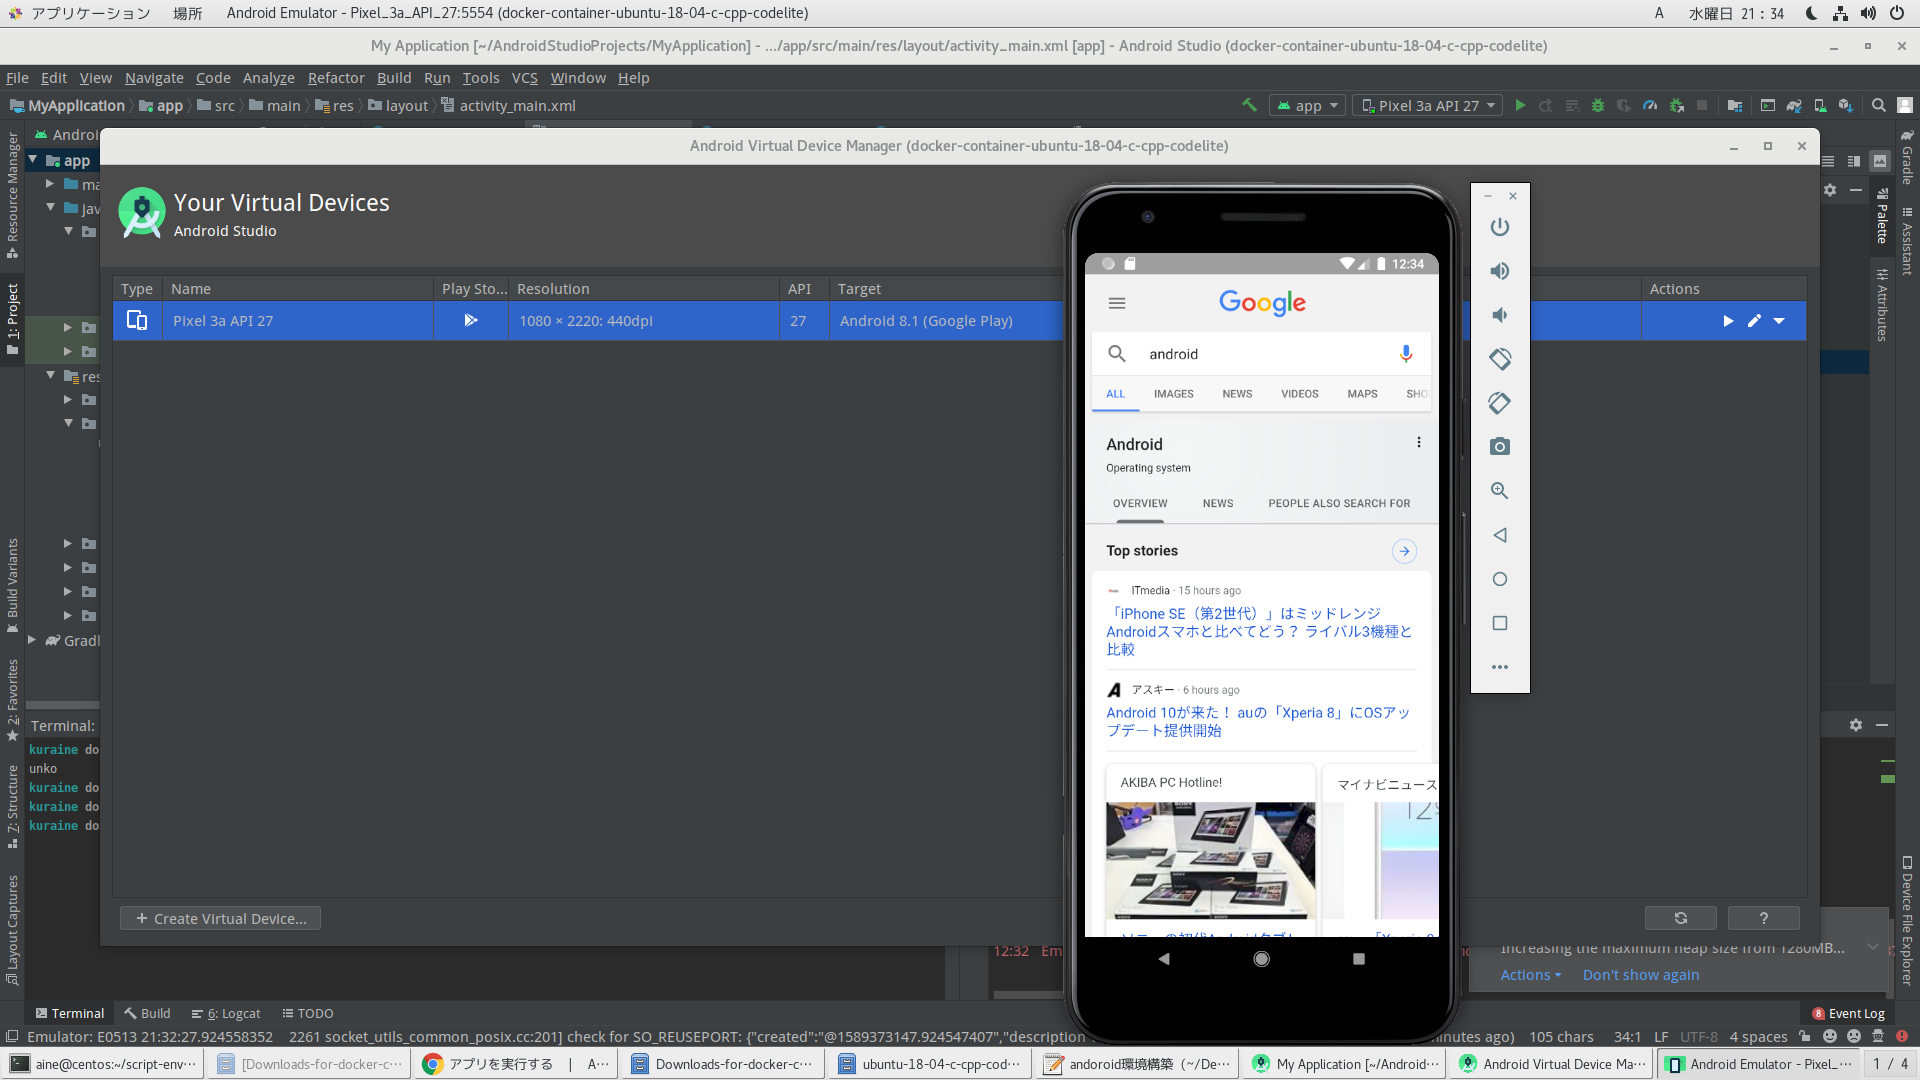 アプリケーション 場所 Android Emulator - Pixel_3a_API_27:5554 (docker-container-ubuntu-18-04-c-cpp-codelite) A 水曜日 21：34
My Application [~/AndroidStudioProjects/MyApplication] - .../app/src/main/res/layout/activity_main.xml [app] - Android Studio (docker-container-ubuntu-18-04-c-cpp-codelite)
File Edit View Navigate Code Analyze Refactor Build Run Tools VCS Window Help
MyApplication app src main res layout activity_main.xml app Pixel 3a API 27
Android Virtual Device Manager (docker-container-ubuntu-18-04-c-cpp-codelite)
Resource Manager
1: Project
Build Variants
2: Favorites
7: Structure
Layout Captures
app
Your Virtual Devices
Android Studio
Type Name Play Sto... Resolution API Target Actions
Pixel 3a API 27 1080 × 2220: 440dpi 27 Android 8.1 (Google Play)
+ Create Virtual Device...
?
12:34
Google
android
ALL IMAGES NEWS VIDEOS MAPS
Android
Operating system
OVERVIEW NEWS PEOPLE ALSO SEARCH FOR
Top stories
ITmedia · 15 hours ago
「iPhone SE（第2世代）」はミッドレンジ
Androidスマホと比べてどう？ ライバル3機種と
比較
アスキー · 6 hours ago
Android 10が来た！ auの「Xperia 8」にOSアッ
プデート提供開始
AKIBA PC Hotline!
マイナビニュース
Gradle
Assistant
Palette
Attributes
Device File Explorer
Terminal:
kuraine do
unko
kuraine do
kuraine do
kuraine do
12:32 Em
Increasing the maximum heap size from 1280MB...
Actions Don't show again
Terminal Build 6: Logcat TODO
8 Event Log
Emulator: E0513 21:32:27.924558352 2261 socket_utils_common_posix.cc:201] check for SO_REUSEPORT: {"created":"@1589373147.924547407","description
minutes ago) 105 chars 34:1 LF UTF-8 4 spaces
aine@centos:~/script-env··· [Downloads-for-docker-c··· アプリを実行する | A··· Downloads-for-docker-c··· ubuntu-18-04-c-cpp-cod··· andoroid環境構築（~/De··· My Application [~/Android··· Android Virtual Device Ma··· Android Emulator - Pixel_··· 1 / 4